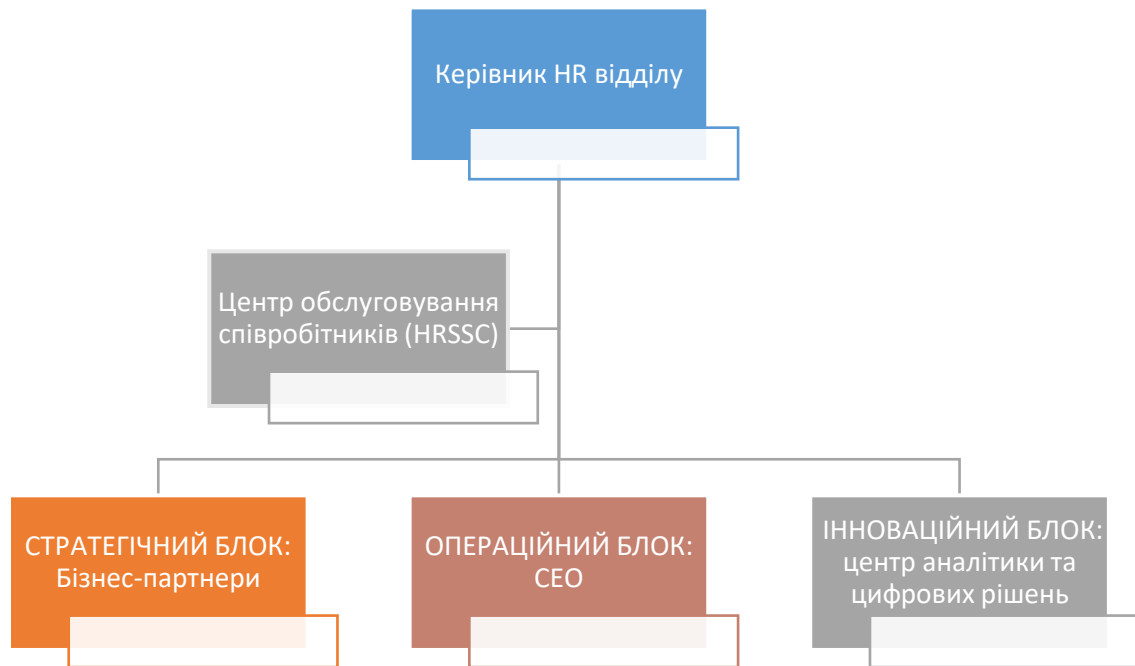 Керівник HR відділу
Центр обслуговування
співробітників (HRSSC)
СТРАТЕГІЧНИЙ БЛОК:
Бізнес-партнери
ОПЕРАЦІЙНИЙ БЛОК:
CEO
ІННОВАЦІЙНИЙ БЛОК:
центр аналітики та
цифрових рішень